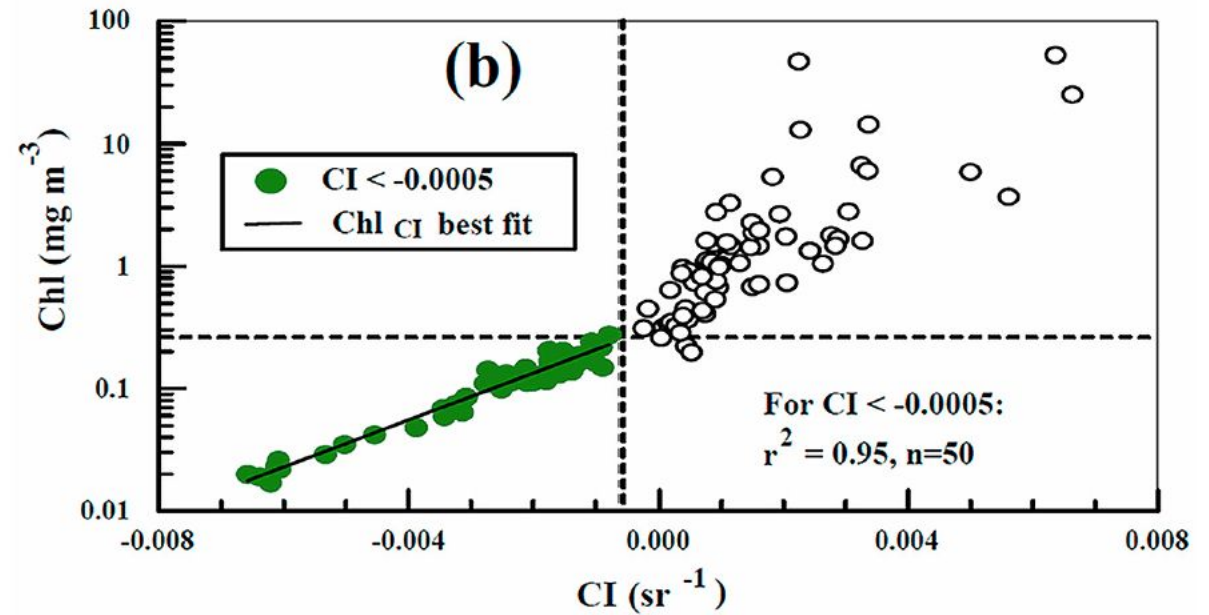 100
10
1
0.1
0.01
Chl (mg m -3)
(b)
CI < -0.0005
Chl CI best fit
For CI < -0.0005:
r2 = 0.95, n=50
-0.008
-0.004
0.000
0.004
0.008
CI (sr -1)